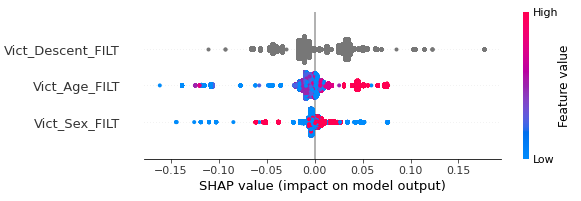 High
Vict_Descent_FILT
Vict_Age_FILT
Vict_Sex_FILT
Feature value
Low
−0.15 −0.10 −0.05 0.00 0.05 0.10 0.15
SHAP value (impact on model output)